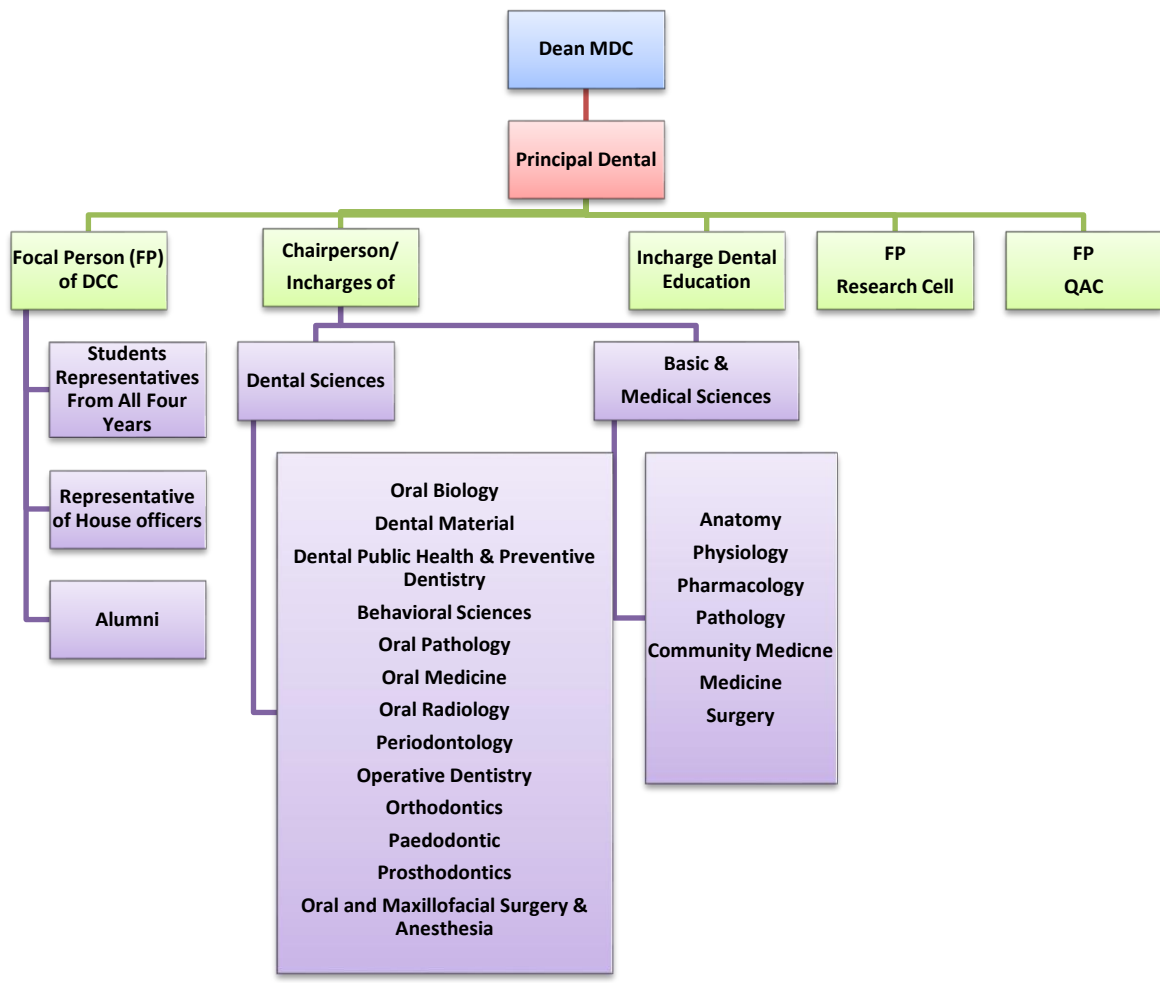 Dean MDC
Principal Dental
Focal Person (FP)
of DCC
Chairperson/
Incharges of
Incharge Dental
Education
FP
Research Cell
FP
QAC
Students
Representatives
From All Four
Years
Representative
of House officers
Alumni
Dental Sciences
Basic &
Medical Sciences
Oral Biology
Dental Material
Dental Public Health & Preventive
Dentistry
Behavioral Sciences
Oral Pathology
Oral Medicine
Oral Radiology
Periodontology
Operative Dentistry
Orthodontics
Paedodontic
Prosthodontics
Oral and Maxillofacial Surgery &
Anesthesia
Anatomy
Physiology
Pharmacology
Pathology
Community Medicne
Medicine
Surgery